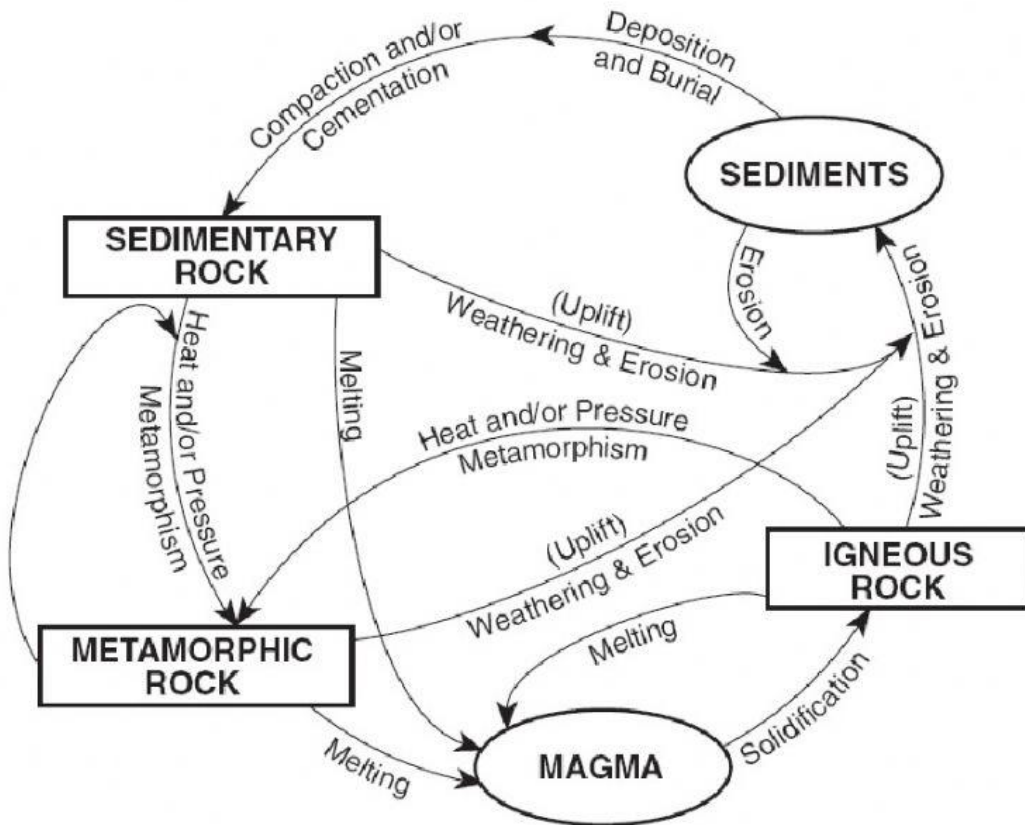 Deposition
and Burial
Compaction and/or
Cementation
SEDIMENTS
SEDIMENTARY
ROCK
Erosion
(Uplift)
Weathering & Erosion
(Uplift)
Weathering & Erosion
Heat and/or Pressure
Metamorphism
Melting
Heat and/or Pressure
Metamorphism
(Uplift)
Weathering & Erosion
IGNEOUS
ROCK
METAMORPHIC
ROCK
Melting
Solidification
Melting
MAGMA